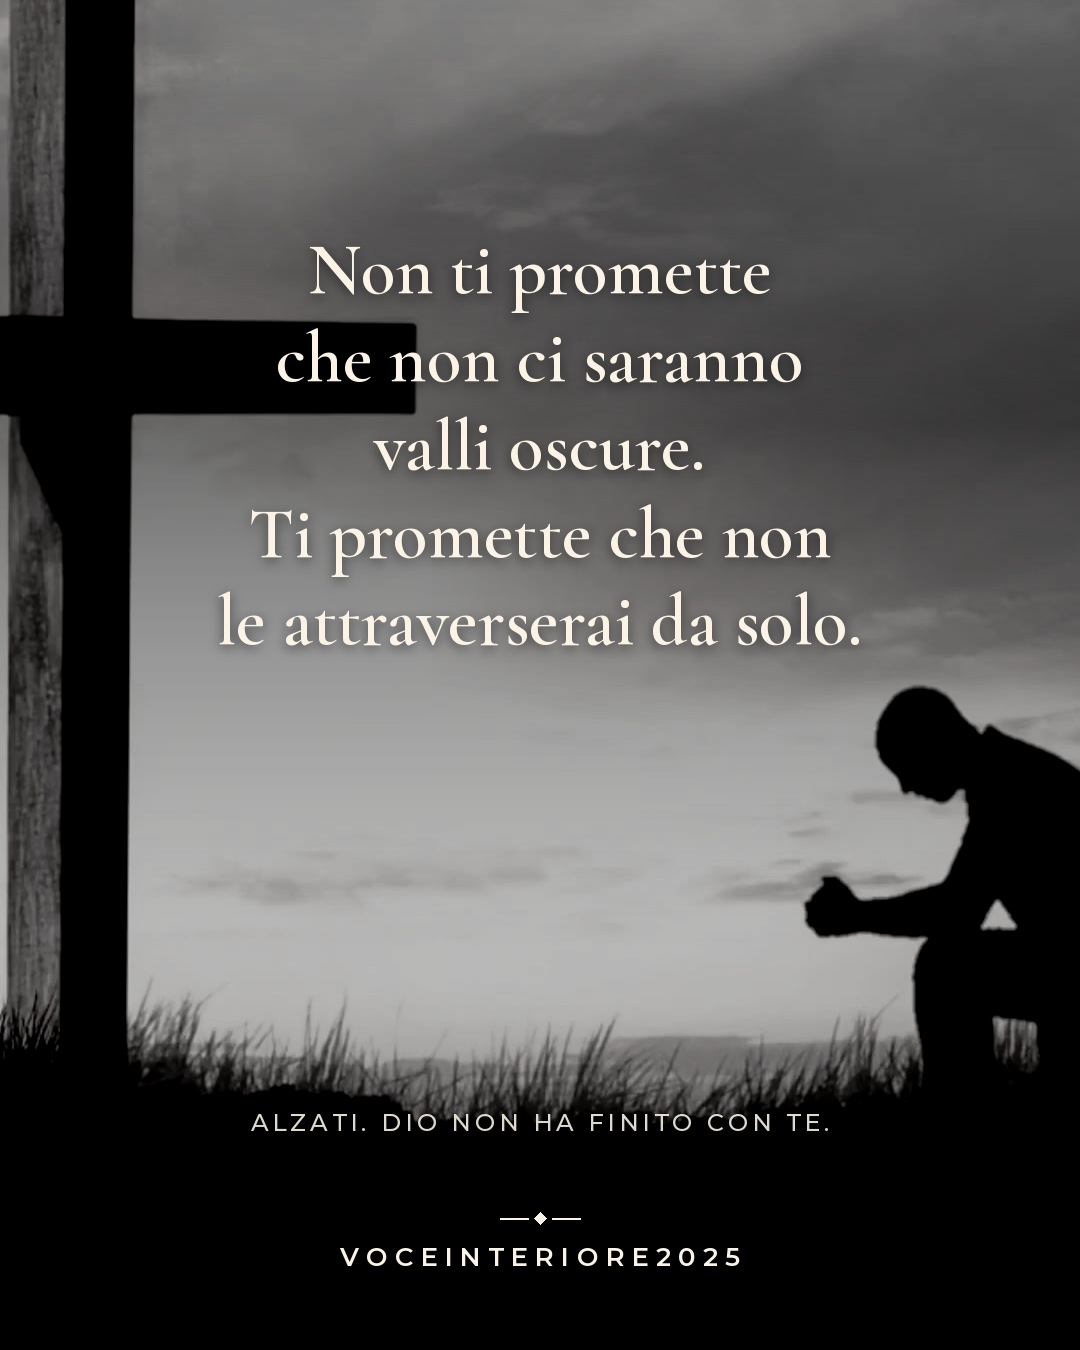 Non ti promette
che non ci saranno
valli oscure.
Ti promette che non
le attraverserai da solo.
ALZATI. DIO NON HA FINITO CON TE.
VOCEINTERIORE2025